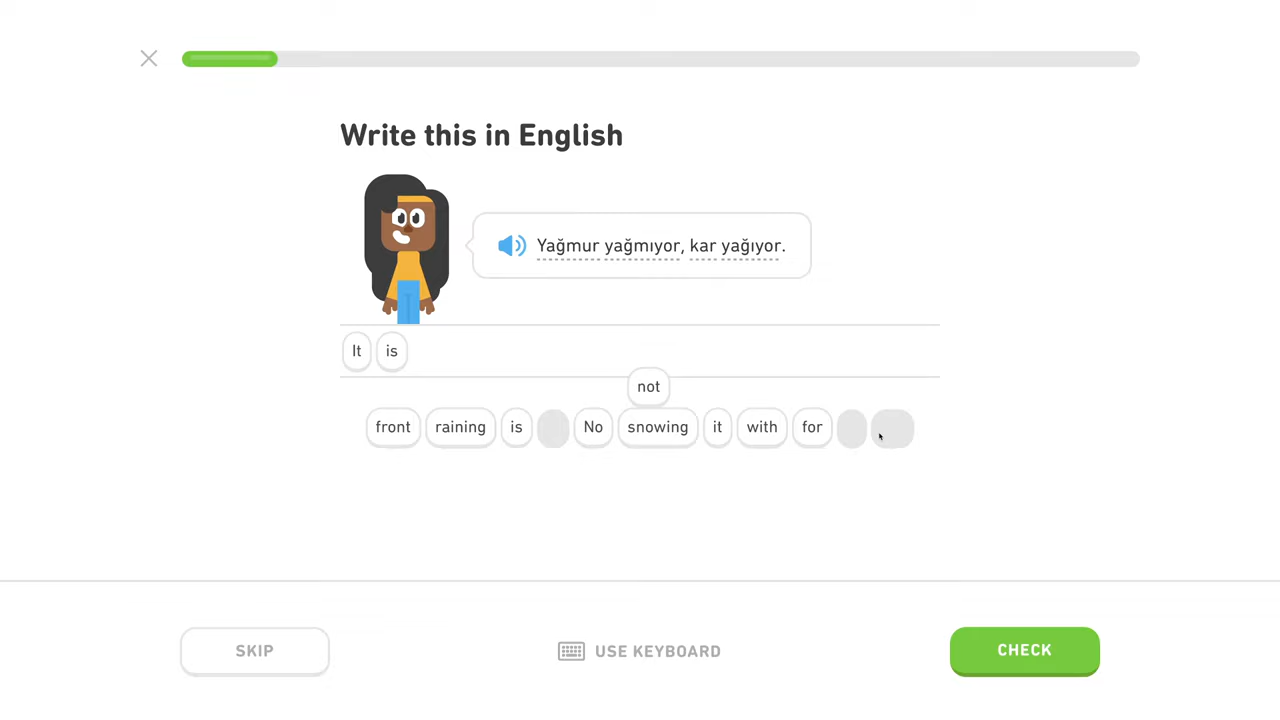 Write this in English
Yağmur yağmıyor, kar yağıyor.
It is
not
front raining is No snowing it with for
SKIP USE KEYBOARD CHECK